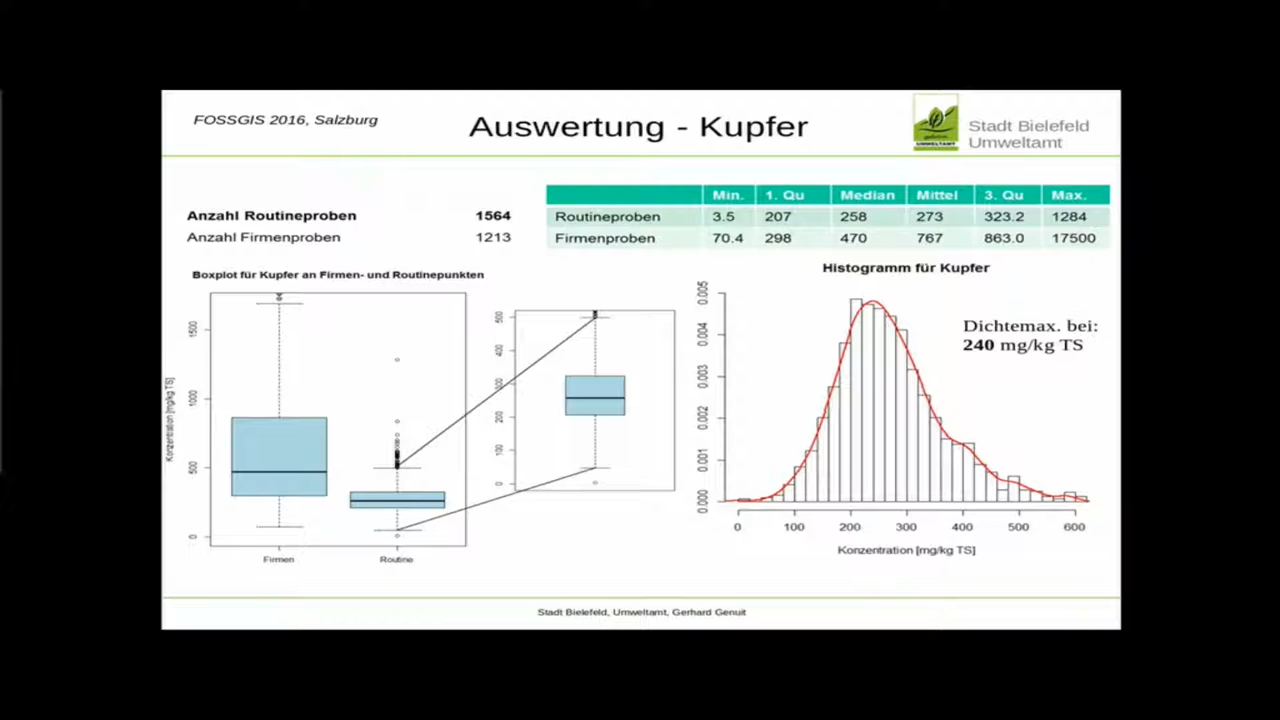 FOSSGIS 2016, Salzburg
Auswertung - Kupfer
UMWELTAMT
Stadt Bielefeld
Umweltamt
Anzahl Routineproben 1564
Anzahl Firmenproben 1213
Min. 1. Qu Median Mittel 3. Qu Max.
Routineproben 3.5 207 258 273 323.2 1284
Firmenproben 70.4 298 470 767 863.0 17500
Boxplot für Kupfer an Firmen- und Routinepunkten
Konzentration [mg/kg TS]
1500
1000
500
0
Firmen Routine
500
400
300
200
100
0
Histogramm für Kupfer
Dichtemax. bei:
240 mg/kg TS
0.005
0.004
0.003
0.002
0.001
0.000
0 100 200 300 400 500 600
Konzentration [mg/kg TS]
Stadt Bielefeld, Umweltamt, Gerhard Genuit